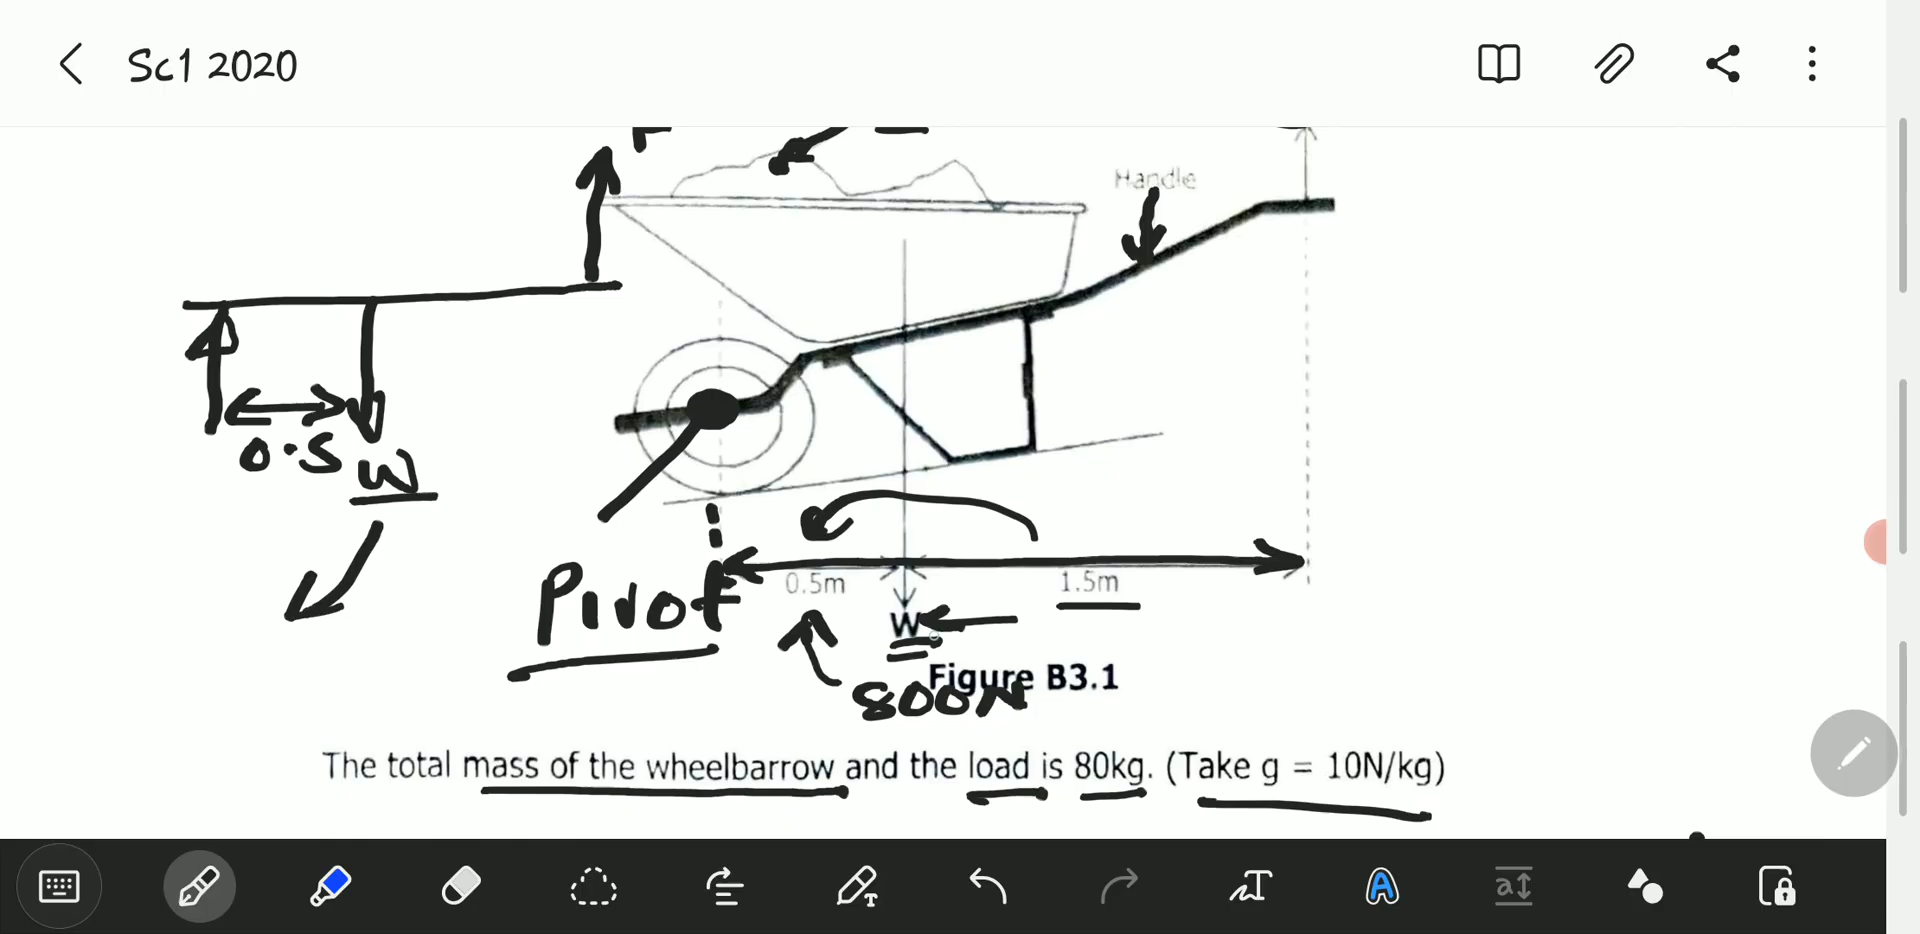 Sc1 2020
F
Handle
0.5
W
Pivot
0.5m
1.5m
W
800N
Figure B3.1
The total mass of the wheelbarrow and the load is 80kg. (Take g = 10N/kg)